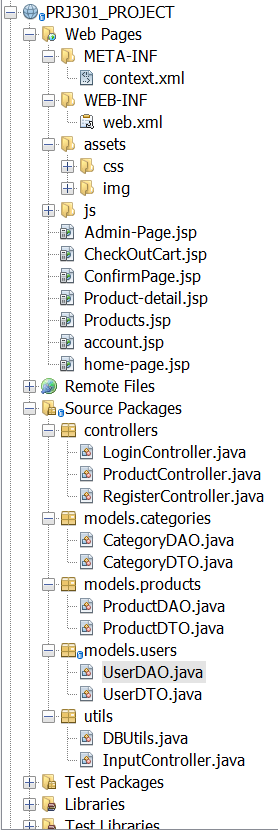 PRJ301_PROJECT
Web Pages
META-INF
context.xml
WEB-INF
web.xml
assets
css
img
js
Admin-Page.jsp
CheckOutCart.jsp
ConfirmPage.jsp
Product-detail.jsp
Products.jsp
account.jsp
home-page.jsp
Remote Files
Source Packages
controllers
LoginController.java
ProductController.java
RegisterController.java
models.categories
CategoryDAO.java
CategoryDTO.java
models.products
ProductDAO.java
ProductDTO.java
models.users
UserDAO.java
UserDTO.java
utils
DBUtils.java
InputController.java
Test Packages
Libraries
Test Libraries